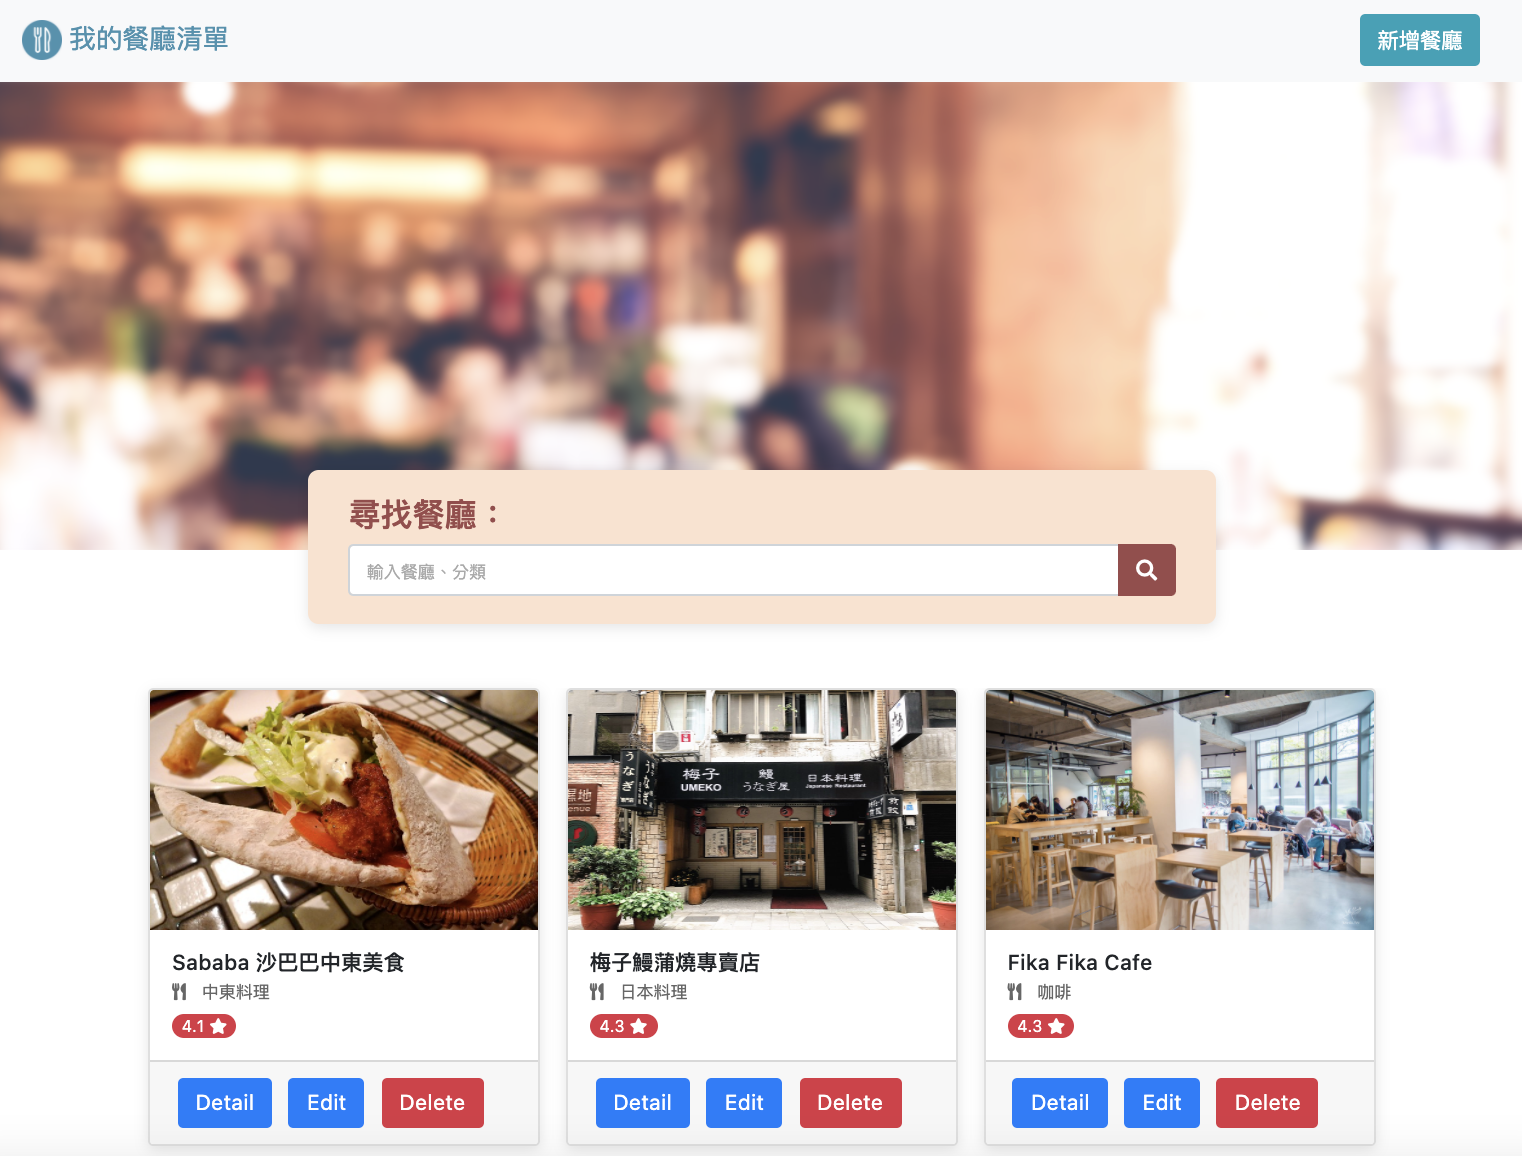 我的餐廳清單
新增餐廳
尋找餐廳：
輸入餐廳、分類
うなぎ
梅子
UMEKO
鰻
うなぎ屋
日本料理
Japanese Restaurant
Sababa 沙巴巴中東美食
中東料理
4.1
Detail Edit Delete
梅子鰻蒲燒專賣店
日本料理
4.3
Detail Edit Delete
Fika Fika Cafe
咖啡
4.3
Detail Edit Delete